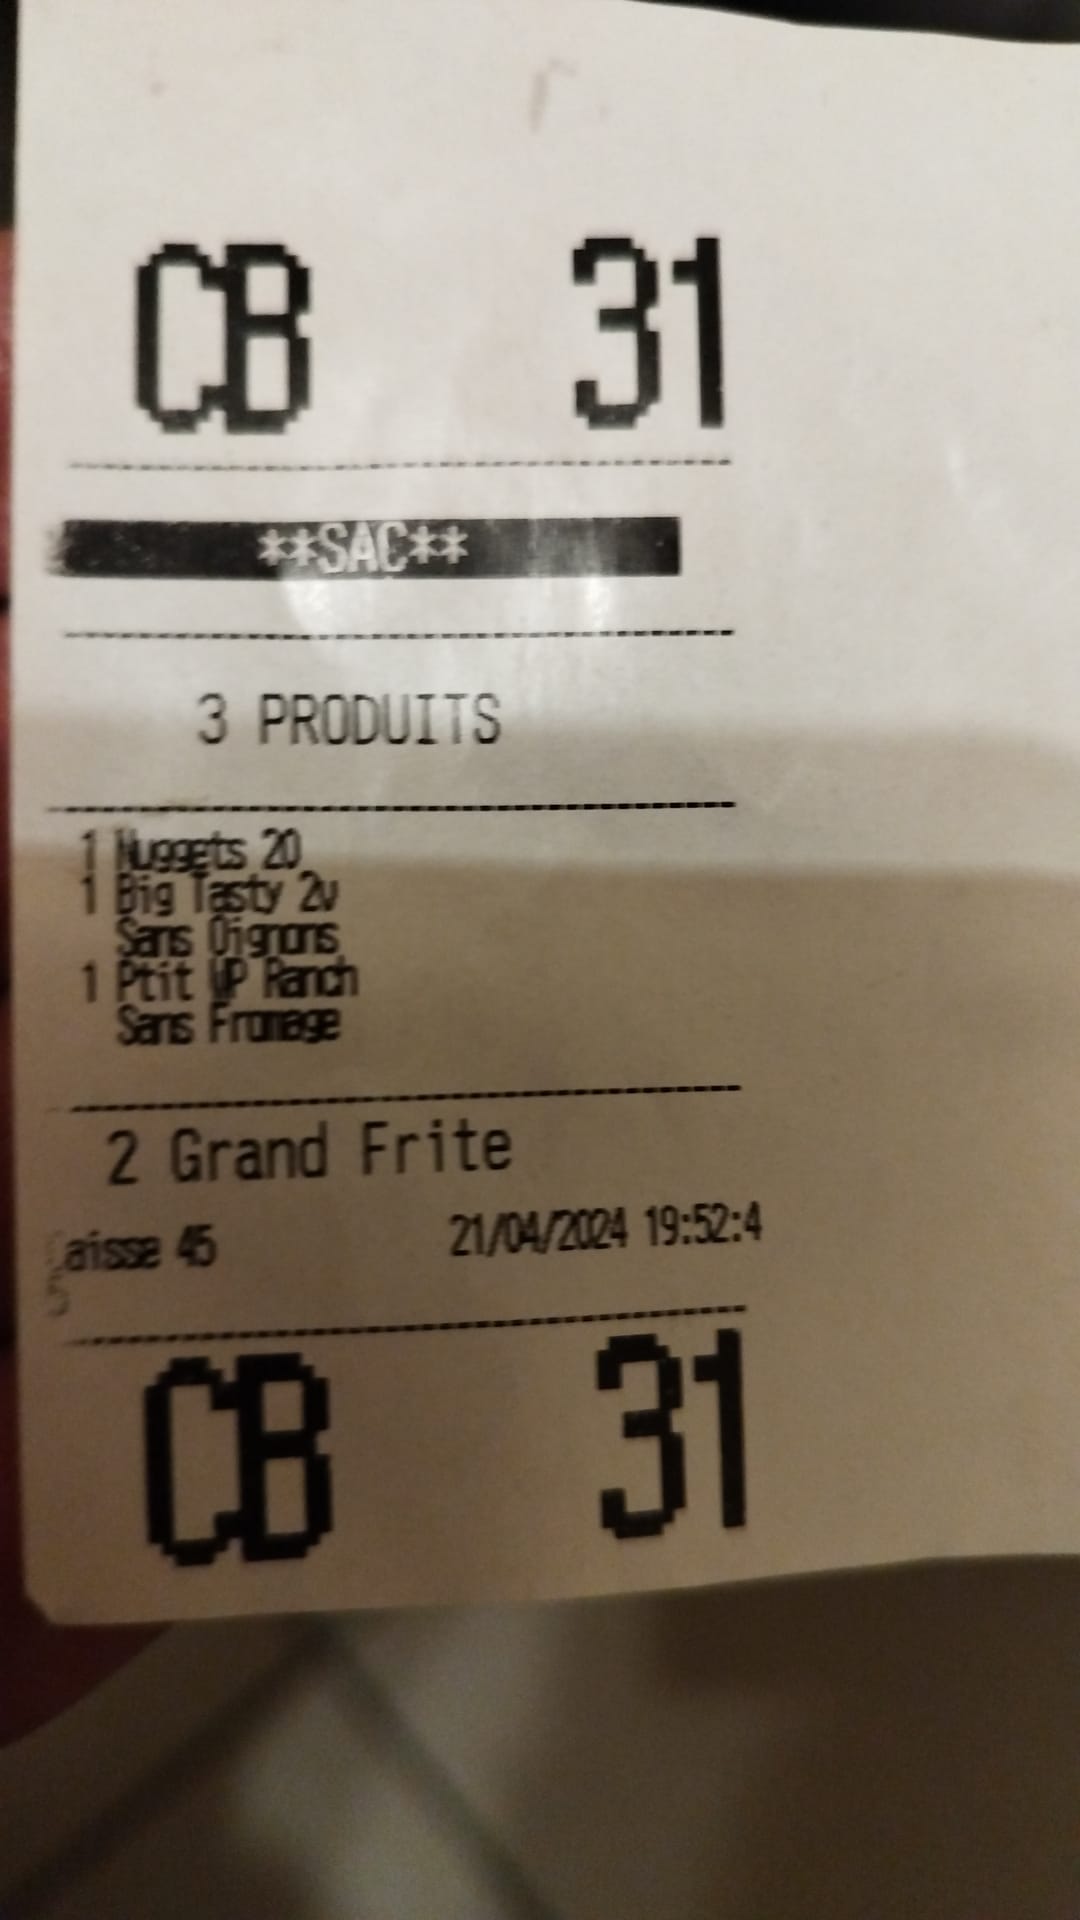 CB 31
**SAC**
3 PRODUITS
1 Nuggets 20
1 Big Tasty 2v
Sans Oignons
1 Ptit WP Ranch
Sans Fromage
2 Grand Frite
aisse 45 21/04/2024 19:52:4
CB 31